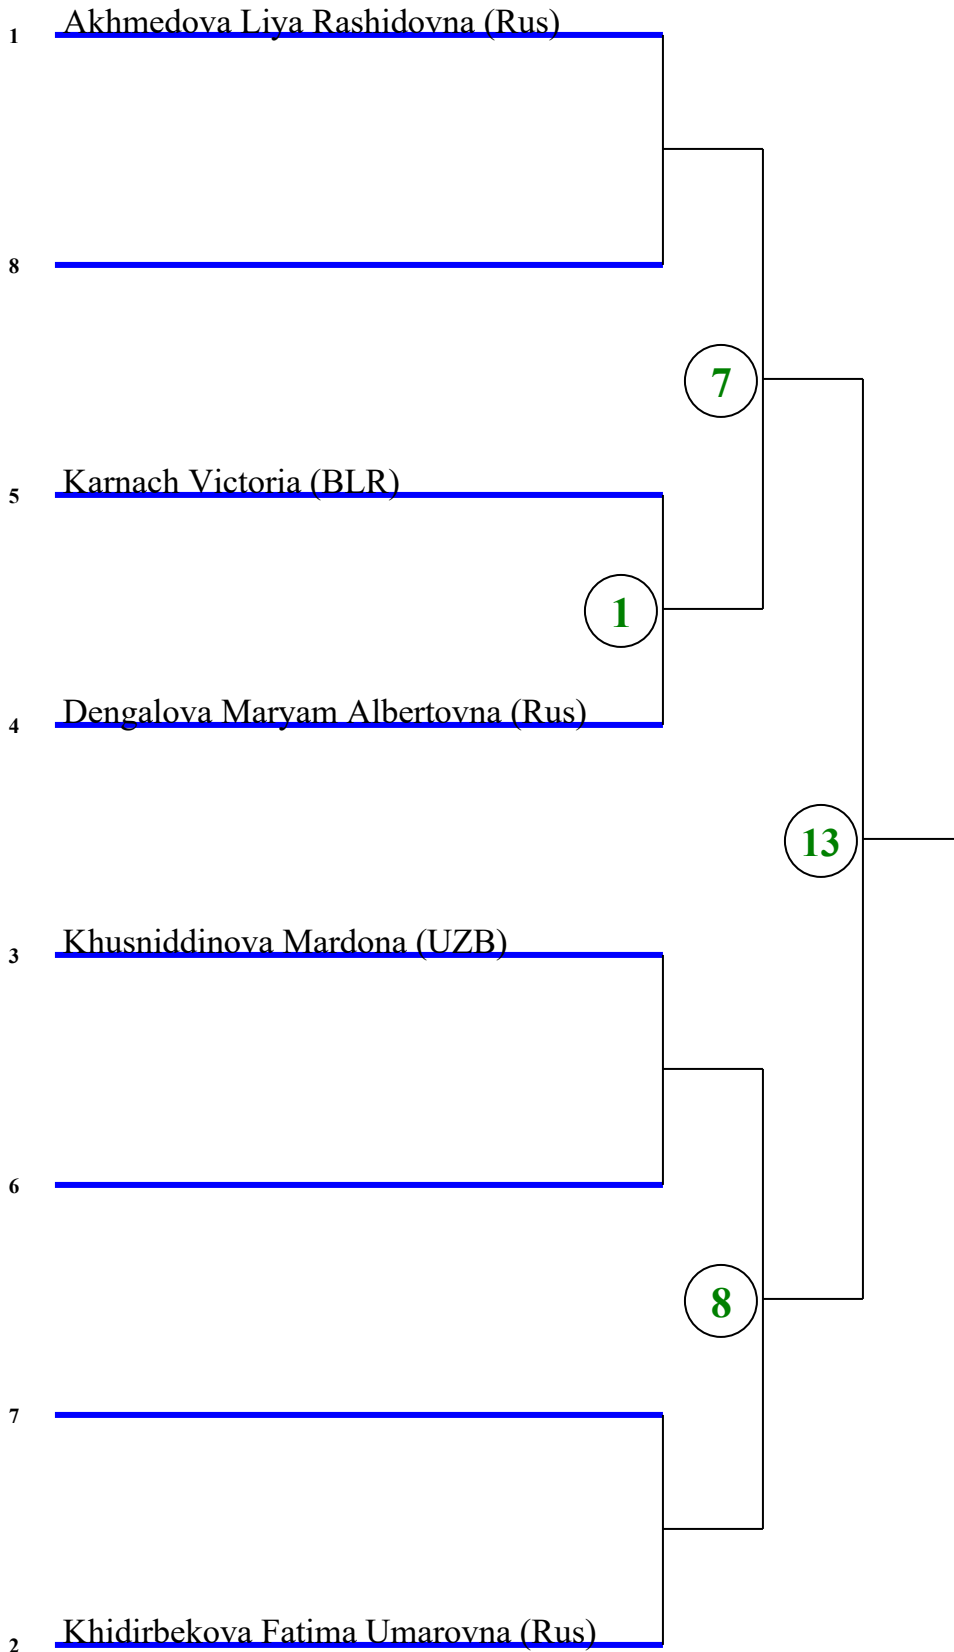 1 Akhmedova Liya Rashidovna (Rus)
8
7
5 Karnach Victoria (BLR)
1
4 Dengalova Maryam Albertovna (Rus)
13
3 Khusniddinova Mardona (UZB)
6
8
7
2 Khidirbekova Fatima Umarovna (Rus)